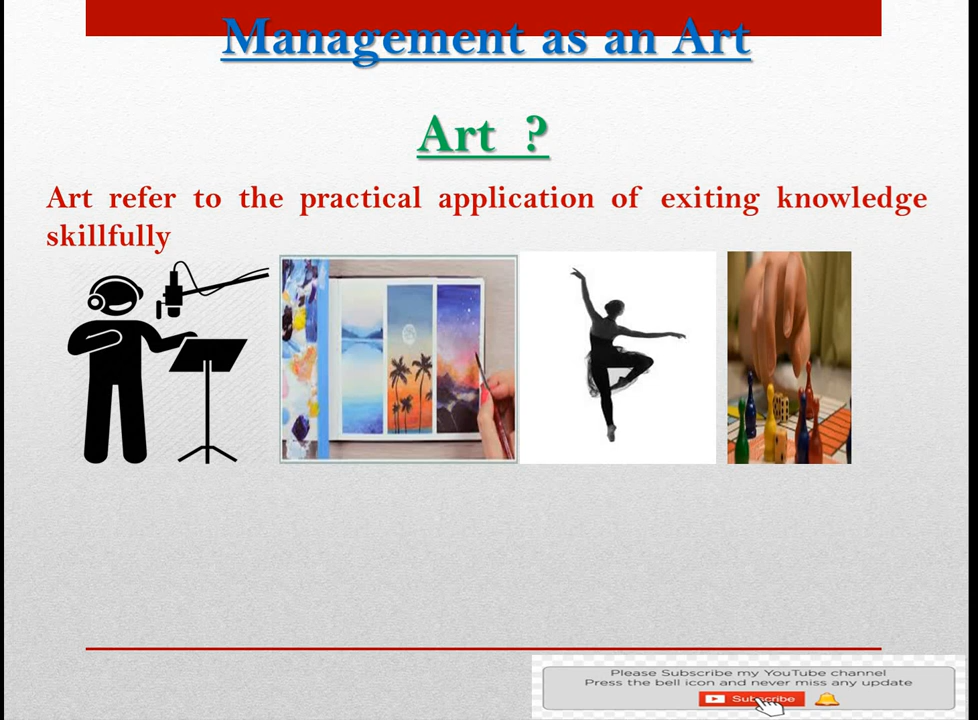 Management as an Art
Art ?
Art refer to the practical application of exiting knowledge
skillfully
Please Subscribe my YouTube channel
Press the bell icon and never miss any update
Subscribe